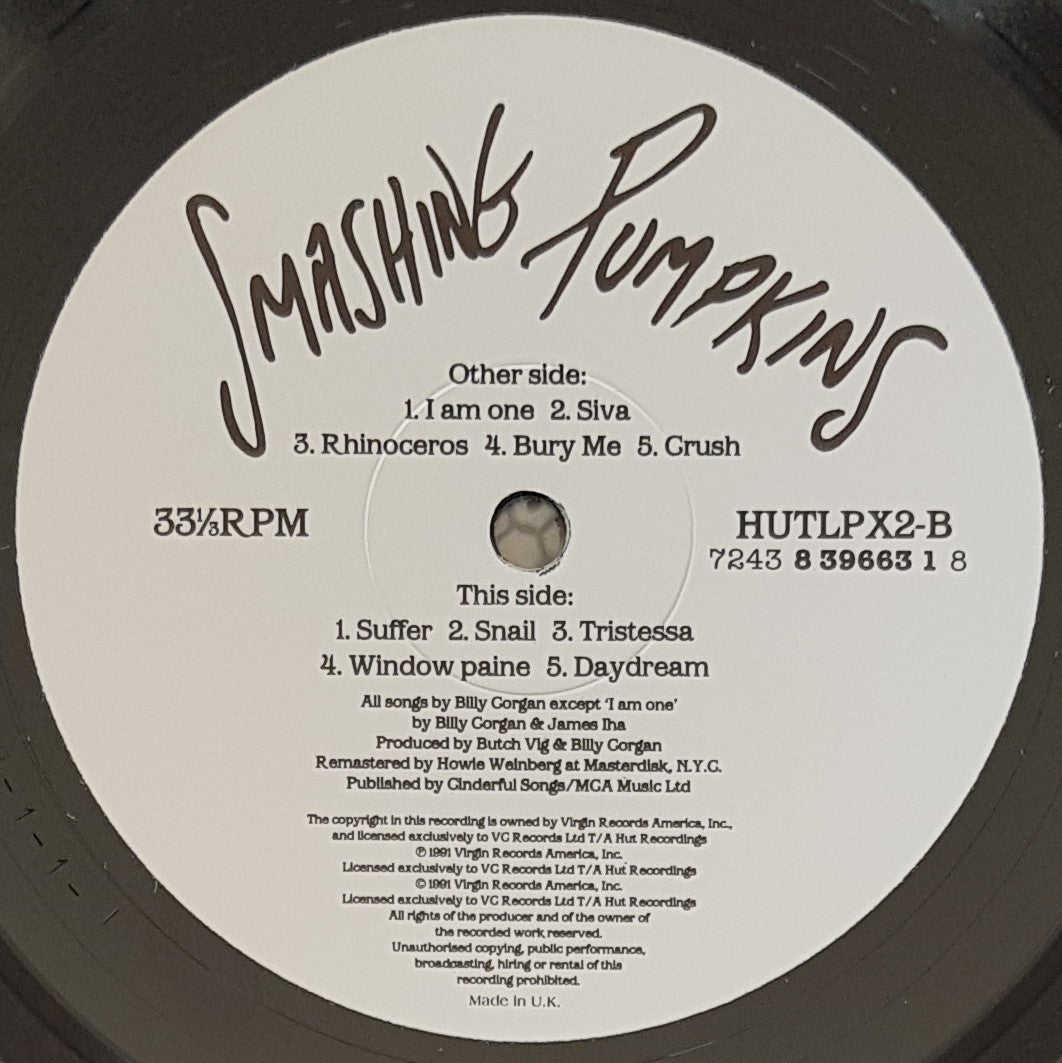 SMASHING PUMPKINS
Other side:
1. I am one 2. Siva
3. Rhinoceros 4. Bury Me 5. Crush
33⅓RPM
HUTLPX2-B
7243 8 39663 1 8
This side:
1. Suffer 2. Snail 3. Tristessa
4. Window paine 5. Daydream
All songs by Billy Corgan except ‘I am one’
by Billy Corgan & James Iha
Produced by Butch Vig & Billy Corgan
Remastered by Howie Weinberg at Masterdisk, N.Y.C.
Published by Cinderful Songs/MCA Music Ltd
The copyright in this recording is owned by Virgin Records America, Inc.,
and licensed exclusively to VC Records Ltd T/A Hut Recordings
℗ 1991 Virgin Records America, Inc.
Licensed exclusively to VC Records Ltd T/A Hut Recordings
© 1991 Virgin Records America, Inc.
Licensed exclusively to VC Records Ltd T/A Hut Recordings
All rights of the producer and of the owner of
the recorded work reserved.
Unauthorised copying, public performance,
broadcasting, hiring or rental of this
recording prohibited.
Made in U.K.